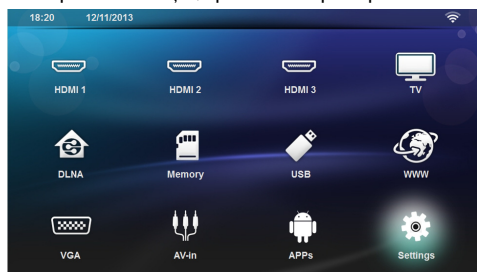 18:20 12/11/2013
HDMI 1 HDMI 2 HDMI 3 TV
DLNA Memory USB WWW
VGA AV-in APPs Settings